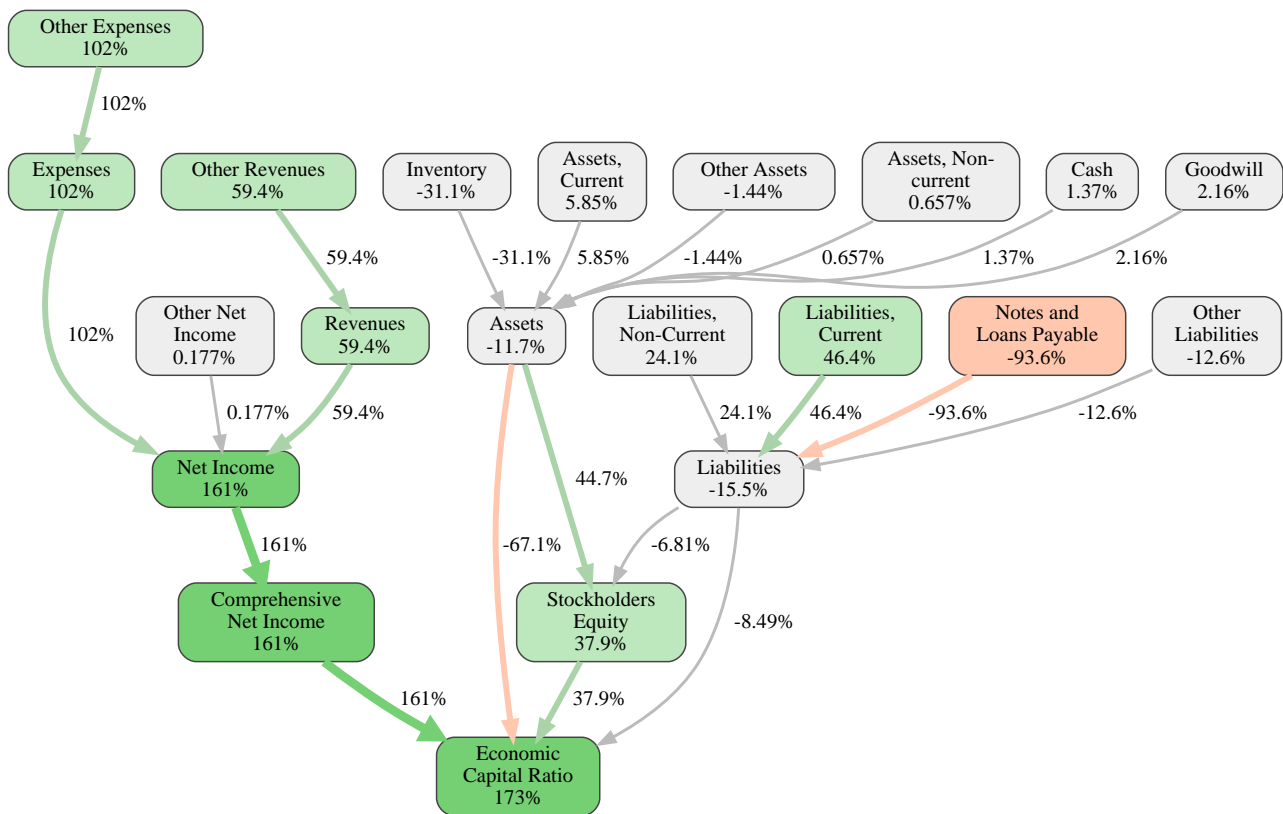 Other Expenses
102%
102%
Expenses
102%
Other Revenues
59.4%
Inventory
-31.1%
Assets,
Current
5.85%
Other Assets
-1.44%
Assets, Non-
current
0.657%
Cash
1.37%
Goodwill
2.16%
59.4%
-31.1%
5.85%
-1.44%
0.657%
1.37%
2.16%
102%
Other Net
Income
0.177%
Revenues
59.4%
Assets
-11.7%
Liabilities,
Non-Current
24.1%
Liabilities,
Current
46.4%
Notes and
Loans Payable
-93.6%
Other
Liabilities
-12.6%
0.177%
59.4%
24.1%
46.4%
-93.6%
-12.6%
Net Income
161%
44.7%
Liabilities
-15.5%
161%
-67.1%
-6.81%
Comprehensive
Net Income
161%
Stockholders
Equity
37.9%
-8.49%
161%
37.9%
Economic
Capital Ratio
173%